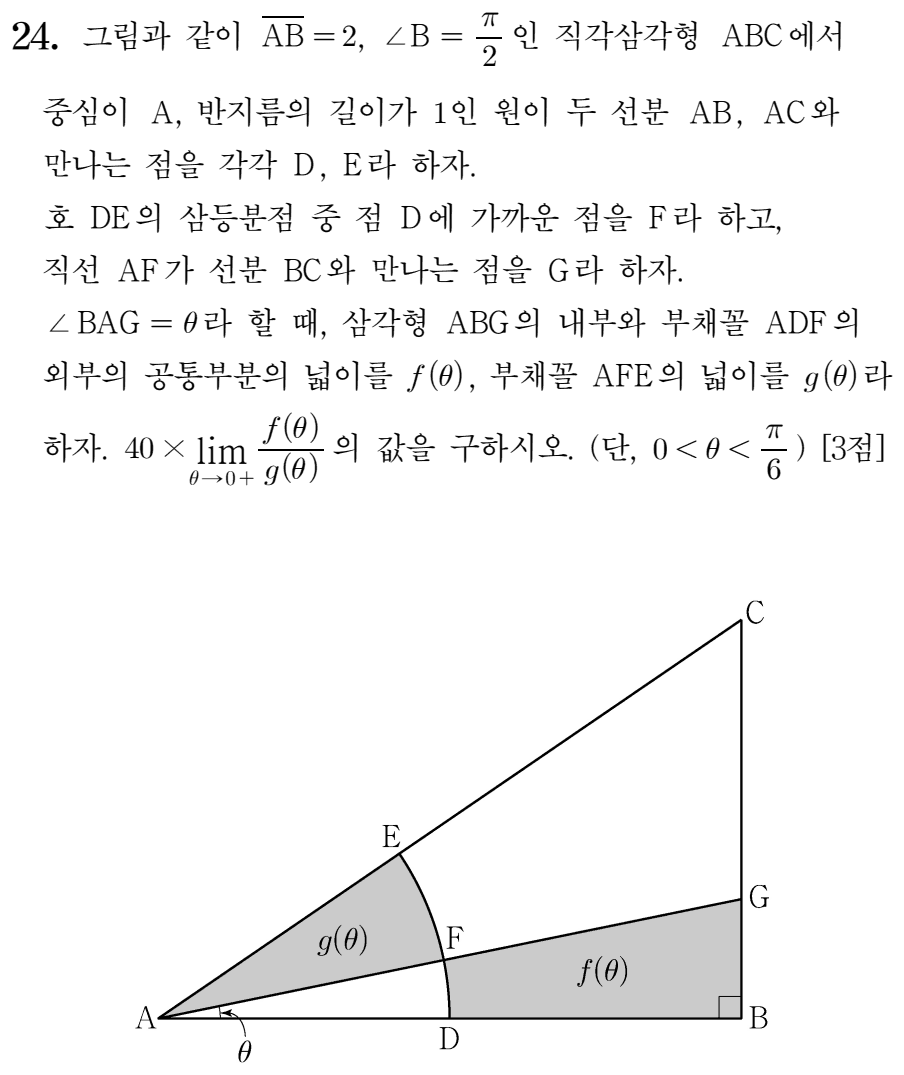 24. 그림과 같이 \overline{AB}=2, ∠B=\frac{π}{2}인 직각삼각형 ABC에서
중심이 A, 반지름의 길이가 1인 원이 두 선분 AB, AC와
만나는 점을 각각 D, E라 하자.
호 DE의 삼등분점 중 점 D에 가까운 점을 F라 하고,
직선 AF가 선분 BC와 만나는 점을 G라 하자.
∠BAG=θ라 할 때, 삼각형 ABG의 내부와 부채꼴 ADF의
외부의 공통부분의 넓이를 f(θ), 부채꼴 AFE의 넓이를 g(θ)라
하자. 40×\lim_{θ→0+}\frac{f(θ)}{g(θ)}의 값을 구하시오. (단, 0<θ<\frac{π}{6}) [3점]
C
E
G
g(θ)
F
f(θ)
A
B
D
θ